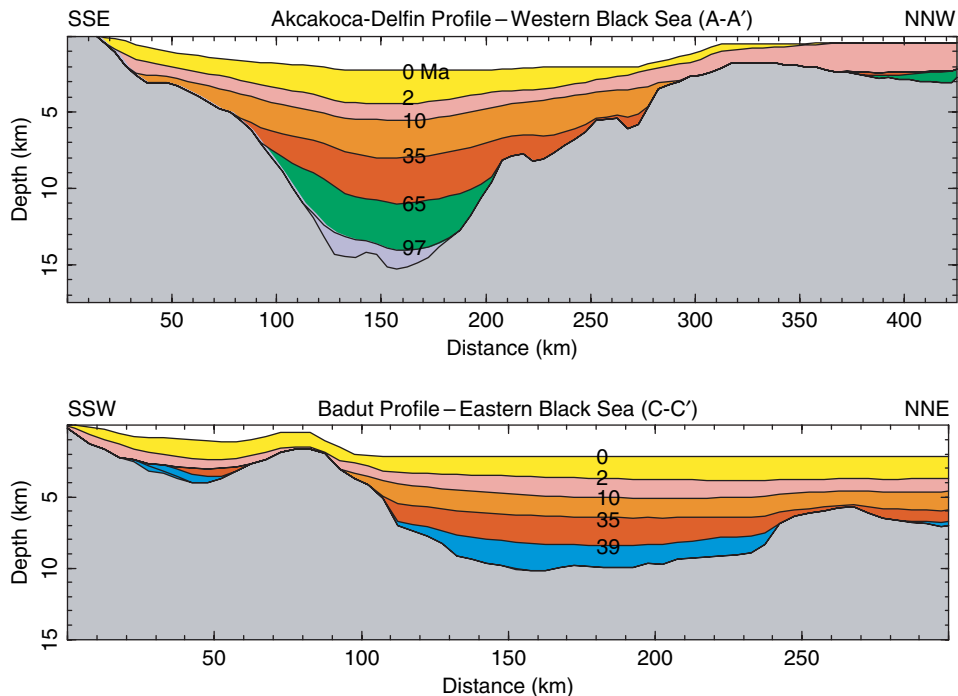 SSE Akcakoca-Delfin Profile – Western Black Sea (A-A′) NNW
0 Ma
2
10
35
65
97
5
10
15
Depth (km)
50 100 150 200 250 300 350 400
Distance (km)
SSW Badut Profile – Eastern Black Sea (C-C′) NNE
0
2
10
35
39
5
10
15
Depth (km)
50 100 150 200 250
Distance (km)